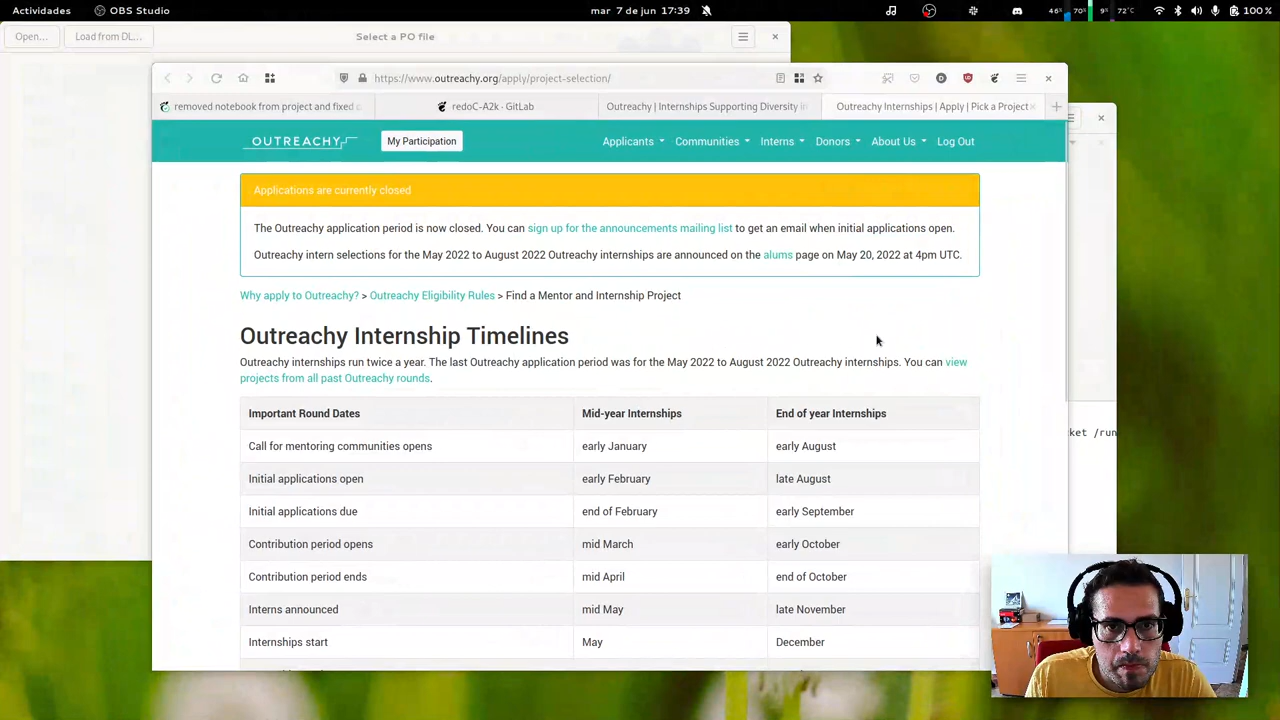 Actividades OBS Studio mar 7 de jun 17:39 46% 70% 9% 72°C 100 %
Open... Load from DL... Select a PO file
https://www.outreachy.org/apply/project-selection/
removed notebook from project and fixed redoC-A2k · GitLab Outreachy | Internships Supporting Diversity in Outreachy Internships | Apply | Pick a Project
OUTREACHY My Participation Applicants Communities Interns Donors About Us Log Out
Applications are currently closed
The Outreachy application period is now closed. You can sign up for the announcements mailing list to get an email when initial applications open.
Outreachy intern selections for the May 2022 to August 2022 Outreachy internships are announced on the alums page on May 20, 2022 at 4pm UTC.
Why apply to Outreachy? > Outreachy Eligibility Rules > Find a Mentor and Internship Project
Outreachy Internship Timelines
Outreachy internships run twice a year. The last Outreachy application period was for the May 2022 to August 2022 Outreachy internships. You can view
projects from all past Outreachy rounds.
Important Round Dates Mid-year Internships End of year Internships
ket /run
Call for mentoring communities opens early January early August
Initial applications open early February late August
Initial applications due end of February early September
Contribution period opens mid March early October
Contribution period ends mid April end of October
Interns announced mid May late November
Internships start May December